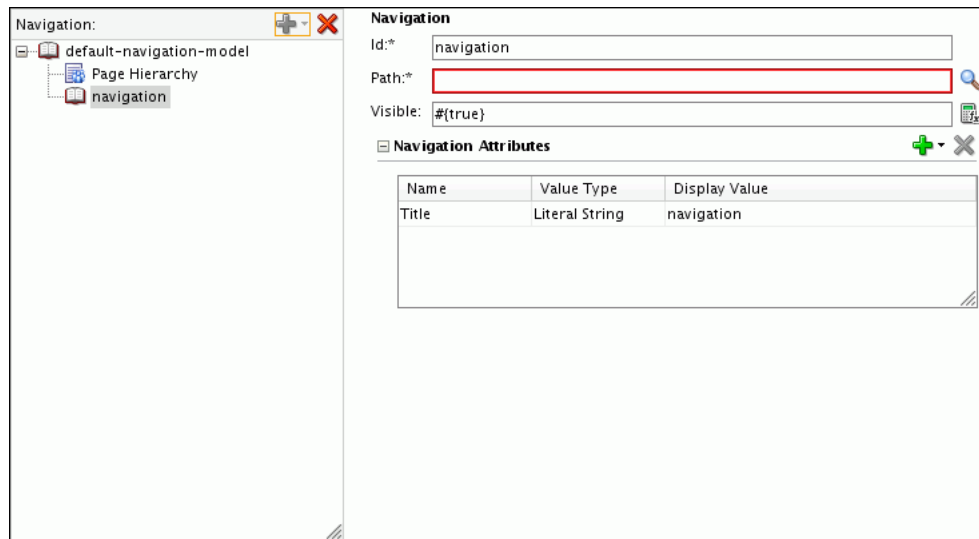 Navigation:
default-navigation-model
Page Hierarchy
navigation
Navigation
Id:* navigation
Path:*
Visible: #{true}
Navigation Attributes
Name Value Type Display Value
Title Literal String navigation